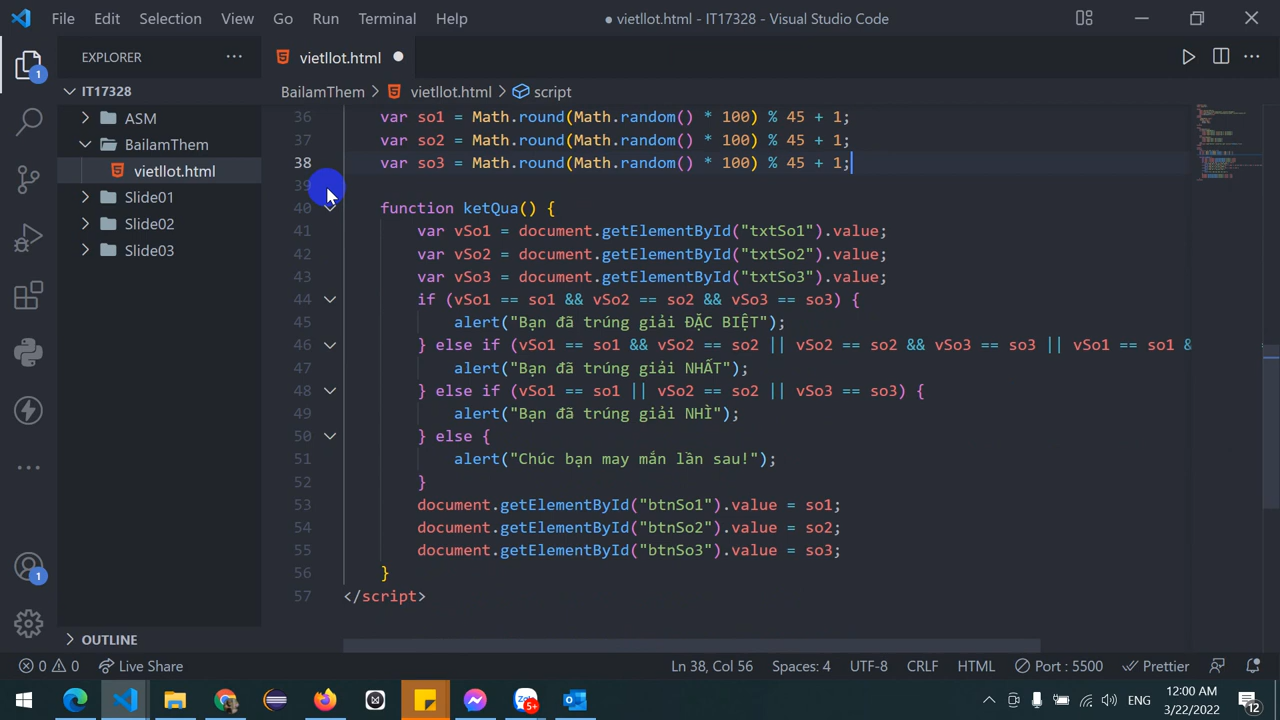 File Edit Selection View Go Run Terminal Help
● vietllot.html - IT17328 - Visual Studio Code
EXPLORER
vietllot.html
IT17328
BailamThem > vietllot.html > script
ASM
BailamThem
vietllot.html
Slide01
Slide02
Slide03
36 var so1 = Math.round(Math.random() * 100) % 45 + 1;
37 var so2 = Math.round(Math.random() * 100) % 45 + 1;
38 var so3 = Math.round(Math.random() * 100) % 45 + 1;
39
40 function ketQua() {
41 var vSo1 = document.getElementById("txtSo1").value;
42 var vSo2 = document.getElementById("txtSo2").value;
43 var vSo3 = document.getElementById("txtSo3").value;
44 if (vSo1 == so1 && vSo2 == so2 && vSo3 == so3) {
45 alert("Bạn đã trúng giải ĐẶC BIỆT");
46 } else if (vSo1 == so1 && vSo2 == so2 || vSo2 == so2 && vSo3 == so3 || vSo1 == so1 &
47 alert("Bạn đã trúng giải NHẤT");
48 } else if (vSo1 == so1 || vSo2 == so2 || vSo3 == so3) {
49 alert("Bạn đã trúng giải NHÌ");
50 } else {
51 alert("Chúc bạn may mắn lần sau!");
52 }
53 document.getElementById("btnSo1").value = so1;
54 document.getElementById("btnSo2").value = so2;
55 document.getElementById("btnSo3").value = so3;
56 }
57 </script>
OUTLINE
0 0 Live Share
Ln 38, Col 56 Spaces: 4 UTF-8 CRLF HTML Port : 5500 Prettier
ENG
12:00 AM
3/22/2022